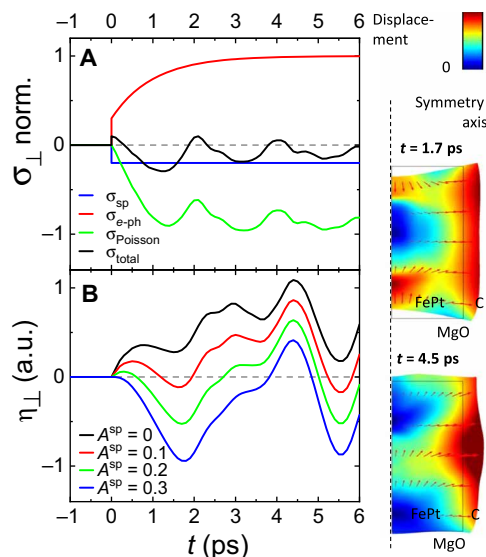 −1 0 1 2 3 4 5 6
A
1
0
−1
σ⊥ norm.
σsp
σe-ph
σPoisson
σtotal
B
1
0
−1
η⊥ (a.u.)
Asp = 0
Asp = 0.1
Asp = 0.2
Asp = 0.3
−1 0 1 2 3 4 5 6
t (ps)
Displace-
ment
0
Symmetry
axis
t = 1.7 ps
FePt C
MgO
t = 4.5 ps
FePt C
MgO